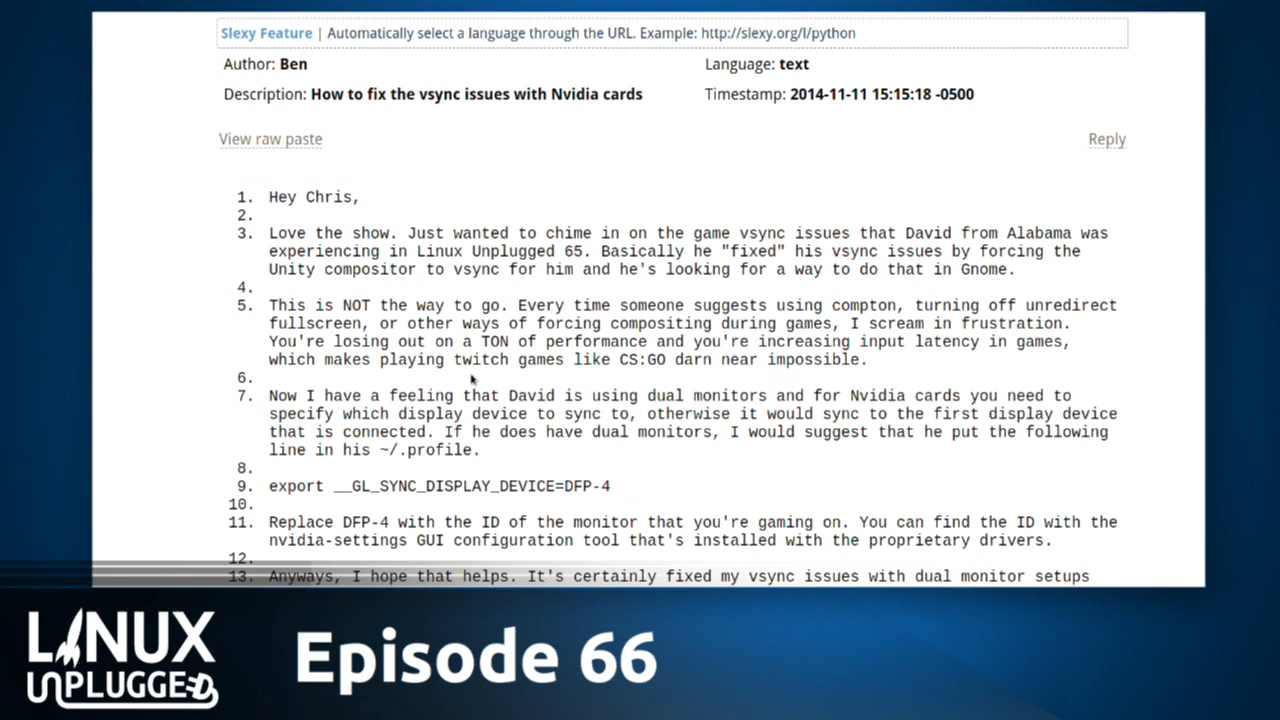 Slexy Feature | Automatically select a language through the URL. Example: http://slexy.org/l/python
Author: Ben
Language: text
Description: How to fix the vsync issues with Nvidia cards
Timestamp: 2014-11-11 15:15:18 -0500
View raw paste
Reply
1. Hey Chris,
2.
3. Love the show. Just wanted to chime in on the game vsync issues that David from Alabama was
experiencing in Linux Unplugged 65. Basically he "fixed" his vsync issues by forcing the
Unity compositor to vsync for him and he's looking for a way to do that in Gnome.
4.
5. This is NOT the way to go. Every time someone suggests using compton, turning off unredirect
fullscreen, or other ways of forcing compositing during games, I scream in frustration.
You're losing out on a TON of performance and you're increasing input latency in games,
which makes playing twitch games like CS:GO darn near impossible.
6.
7. Now I have a feeling that David is using dual monitors and for Nvidia cards you need to
specify which display device to sync to, otherwise it would sync to the first display device
that is connected. If he does have dual monitors, I would suggest that he put the following
line in his ~/.profile.
8.
9. export __GL_SYNC_DISPLAY_DEVICE=DFP-4
10.
11. Replace DFP-4 with the ID of the monitor that you're gaming on. You can find the ID with the
nvidia-settings GUI configuration tool that's installed with the proprietary drivers.
12.
13. Anyways, I hope that helps. It's certainly fixed my vsync issues with dual monitor setups
LINUX
UNPLUGGED
Episode 66